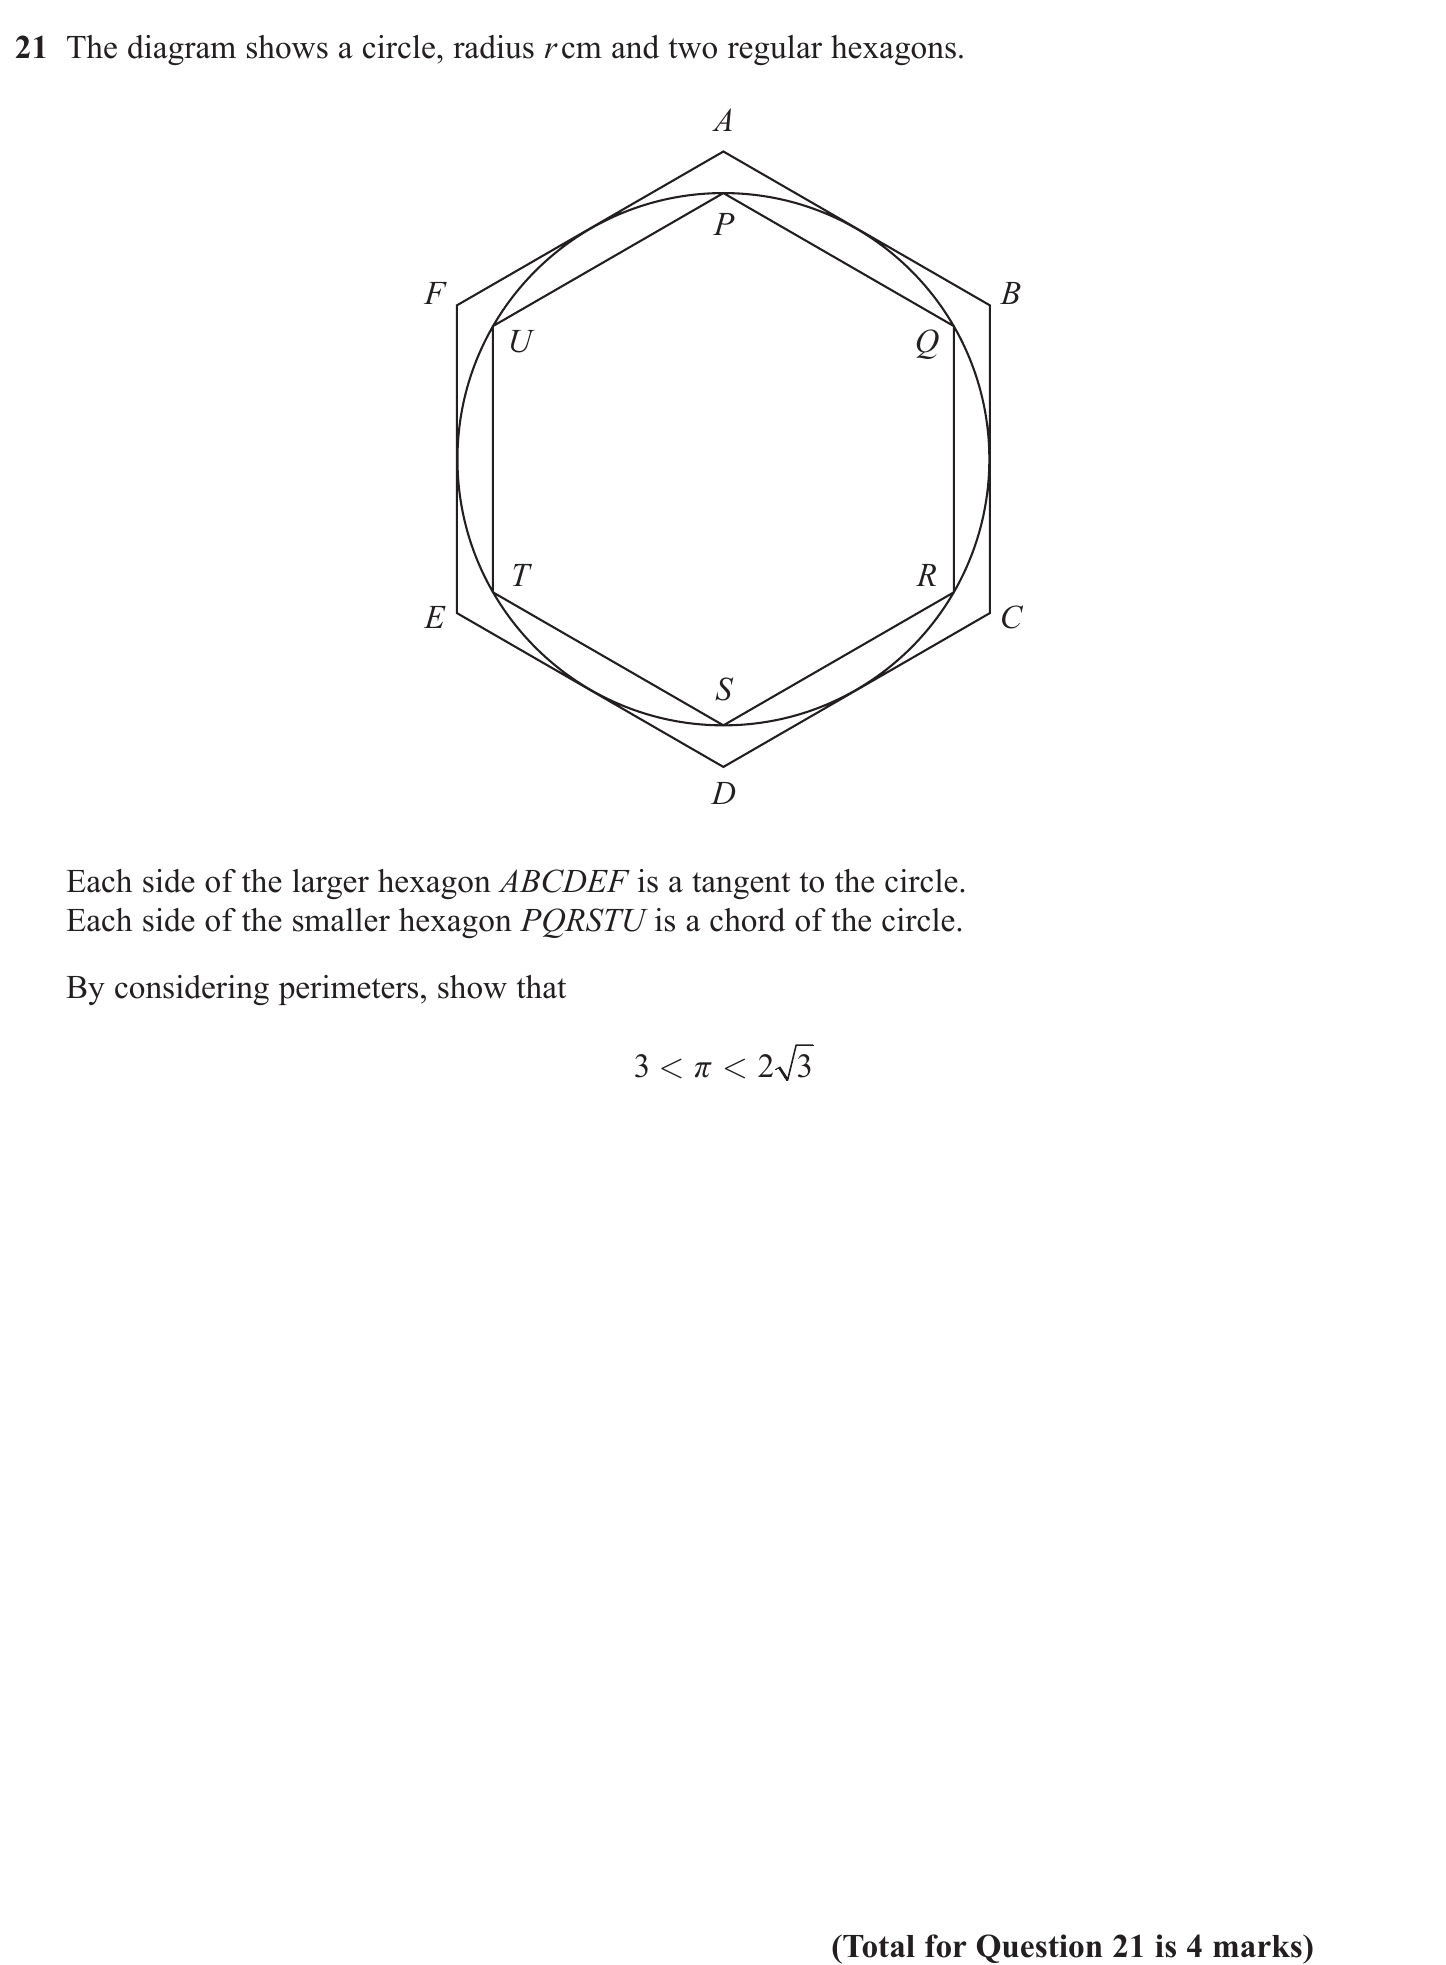 21 The diagram shows a circle, radius r cm and two regular hexagons.
A
P
F
B
U
Q
T
R
E
C
S
D
Each side of the larger hexagon ABCDEF is a tangent to the circle.
Each side of the smaller hexagon PQRSTU is a chord of the circle.
By considering perimeters, show that
3 < π < 2√3
(Total for Question 21 is 4 marks)